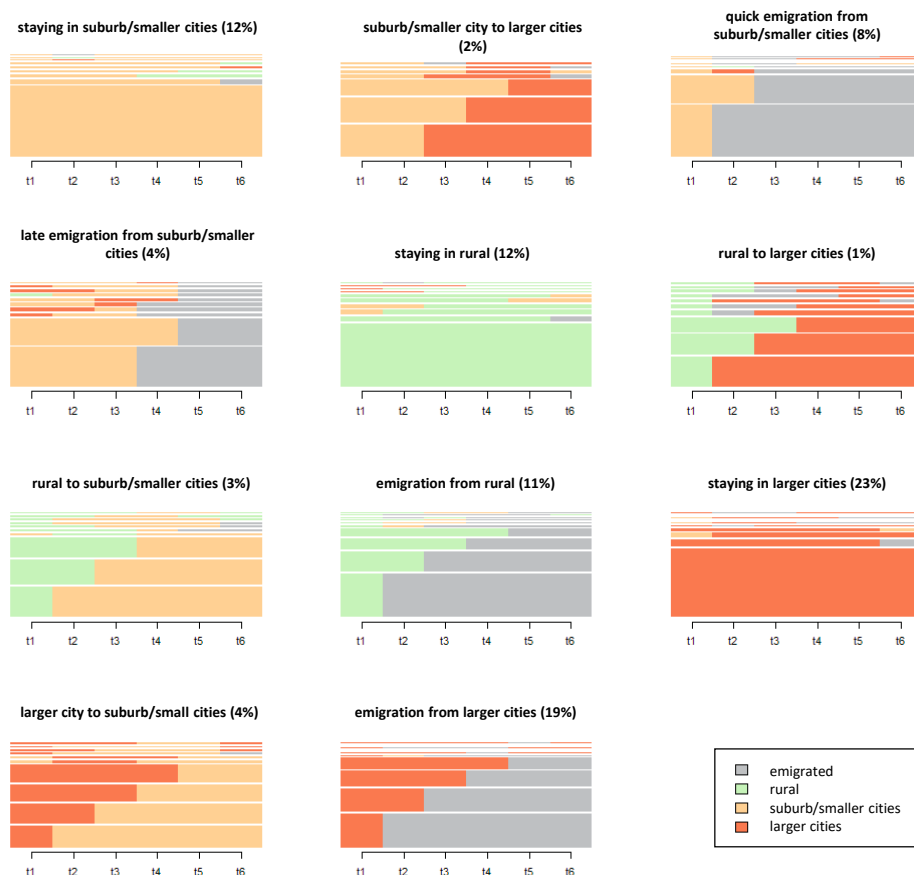 staying in suburb/smaller cities (12%)
suburb/smaller city to larger cities
(2%)
quick emigration from
suburb/smaller cities (8%)
t1 t2 t3 t4 t5 t6
t1 t2 t3 t4 t5 t6
t1 t2 t3 t4 t5 t6
late emigration from suburb/smaller
cities (4%)
staying in rural (12%)
rural to larger cities (1%)
t1 t2 t3 t4 t5 t6
t1 t2 t3 t4 t5 t6
t1 t2 t3 t4 t5 t6
rural to suburb/smaller cities (3%)
emigration from rural (11%)
staying in larger cities (23%)
t1 t2 t3 t4 t5 t6
t1 t2 t3 t4 t5 t6
t1 t2 t3 t4 t5 t6
larger city to suburb/small cities (4%)
emigration from larger cities (19%)
t1 t2 t3 t4 t5 t6
t1 t2 t3 t4 t5 t6
emigrated
rural
suburb/smaller cities
larger cities